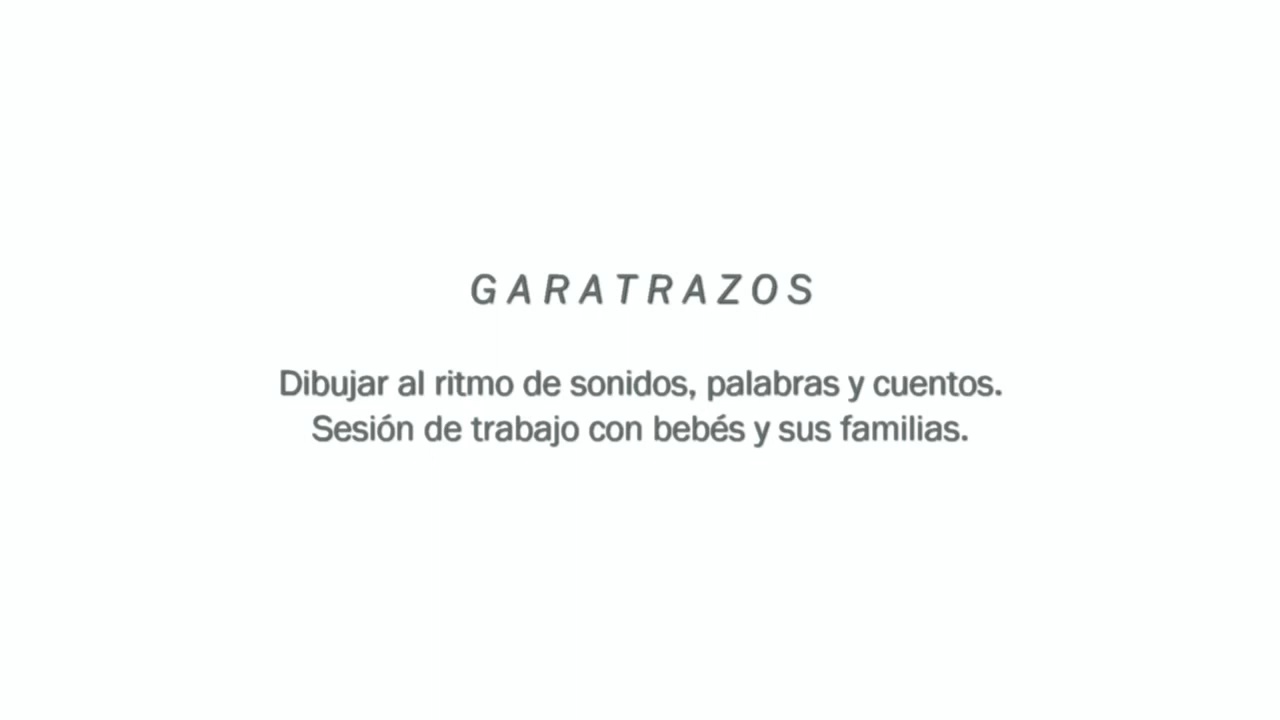 GARATRAZOS
Dibujar al ritmo de sonidos, palabras y cuentos.
Sesión de trabajo con bebés y sus familias.